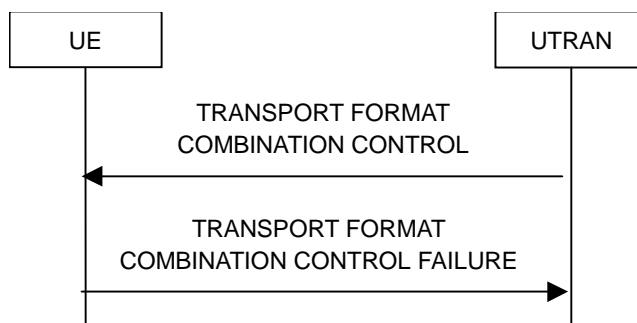 UE
UTRAN
TRANSPORT FORMAT
COMBINATION CONTROL
TRANSPORT FORMAT
COMBINATION CONTROL FAILURE